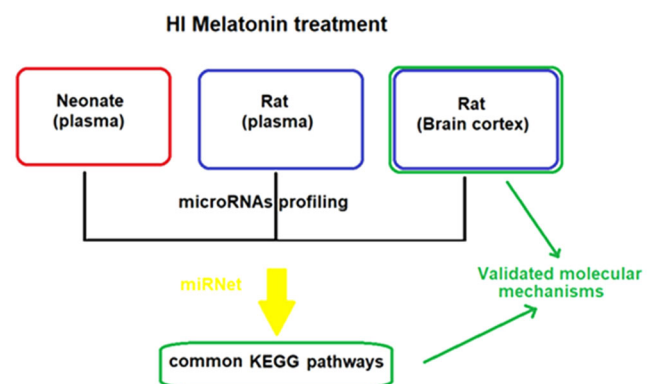 HI Melatonin treatment
Neonate
(plasma)
Rat
(plasma)
Rat
(Brain cortex)
microRNAs profiling
miRNet
Validated molecular
mechanisms
common KEGG pathways